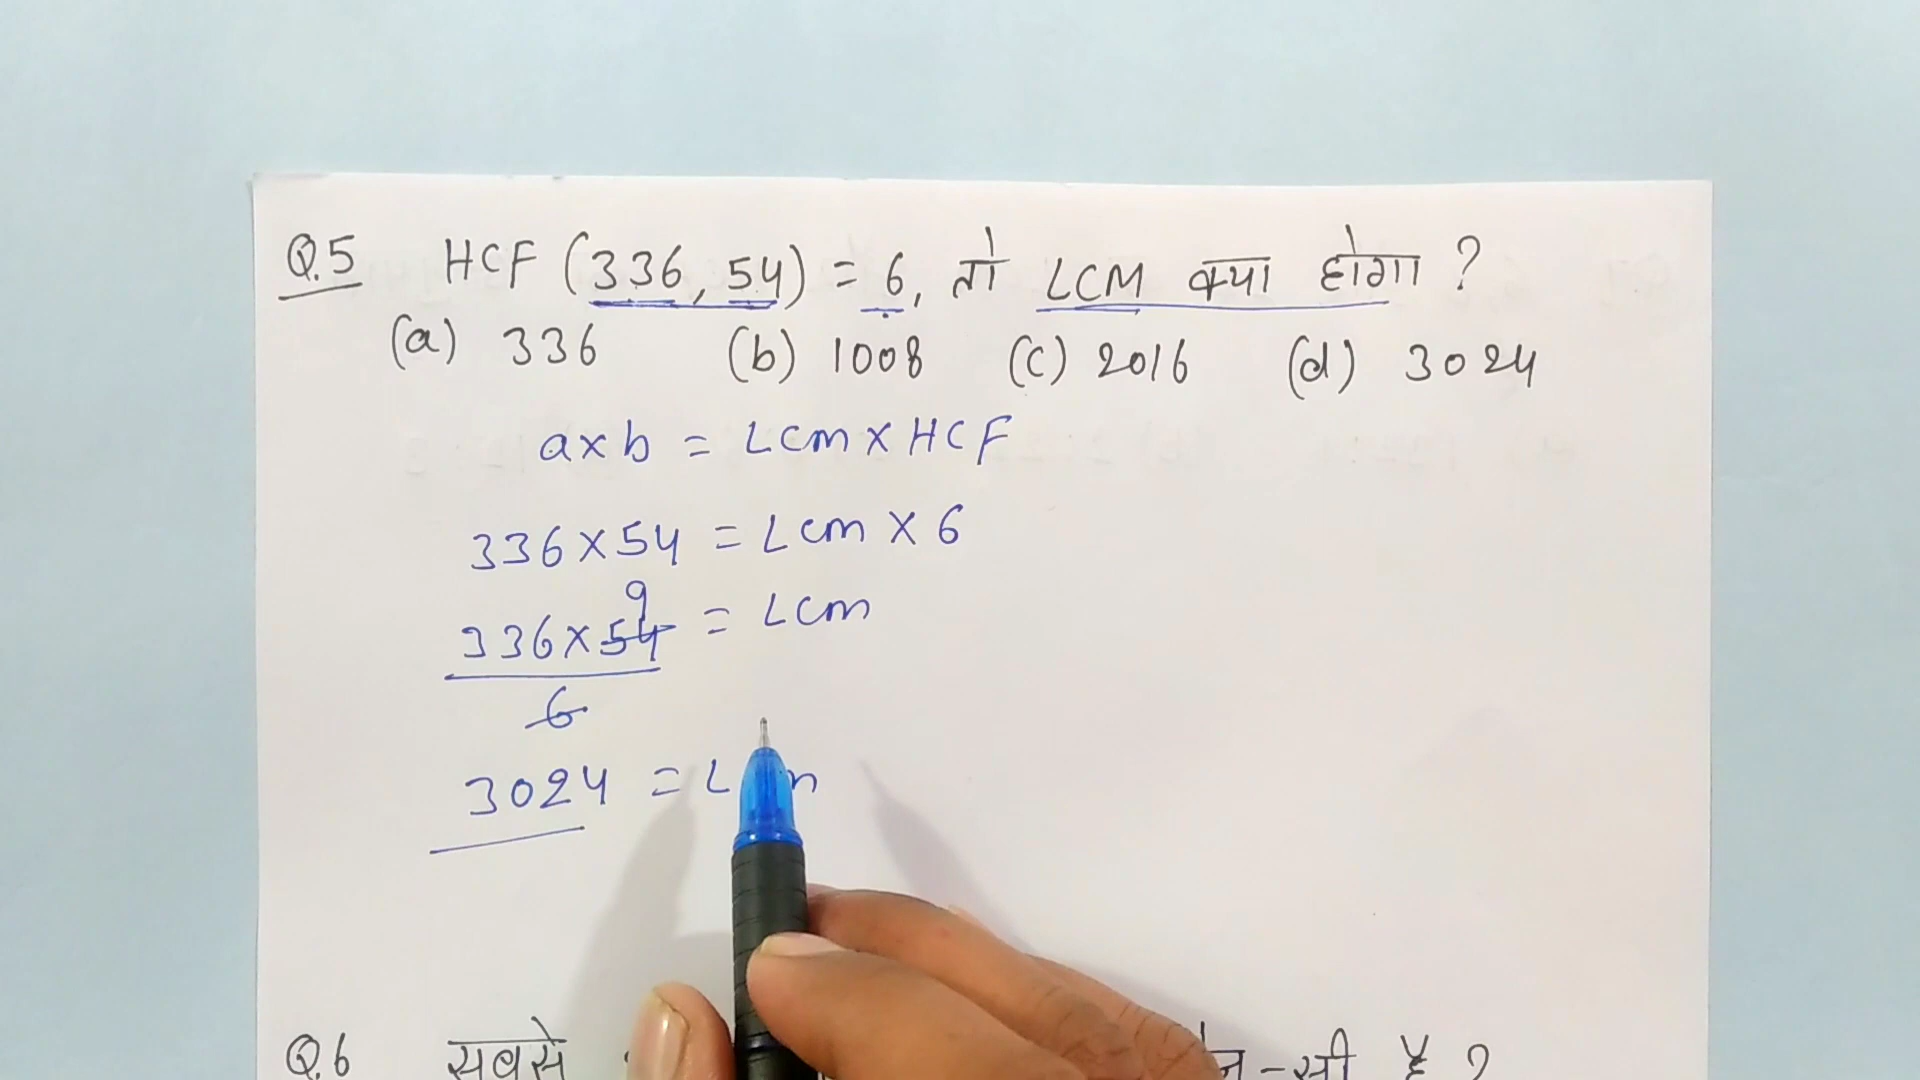 Q.5 HCF (336, 54) = 6, तो LCM क्या होगा ?
(a) 336 (b) 1008 (c) 2016 (d) 3024
a×b = LCM × HCF
336×54 = LCM × 6
9
336×54 = LCM
6
3024 = L
Q.6 सबसे -सी है ?